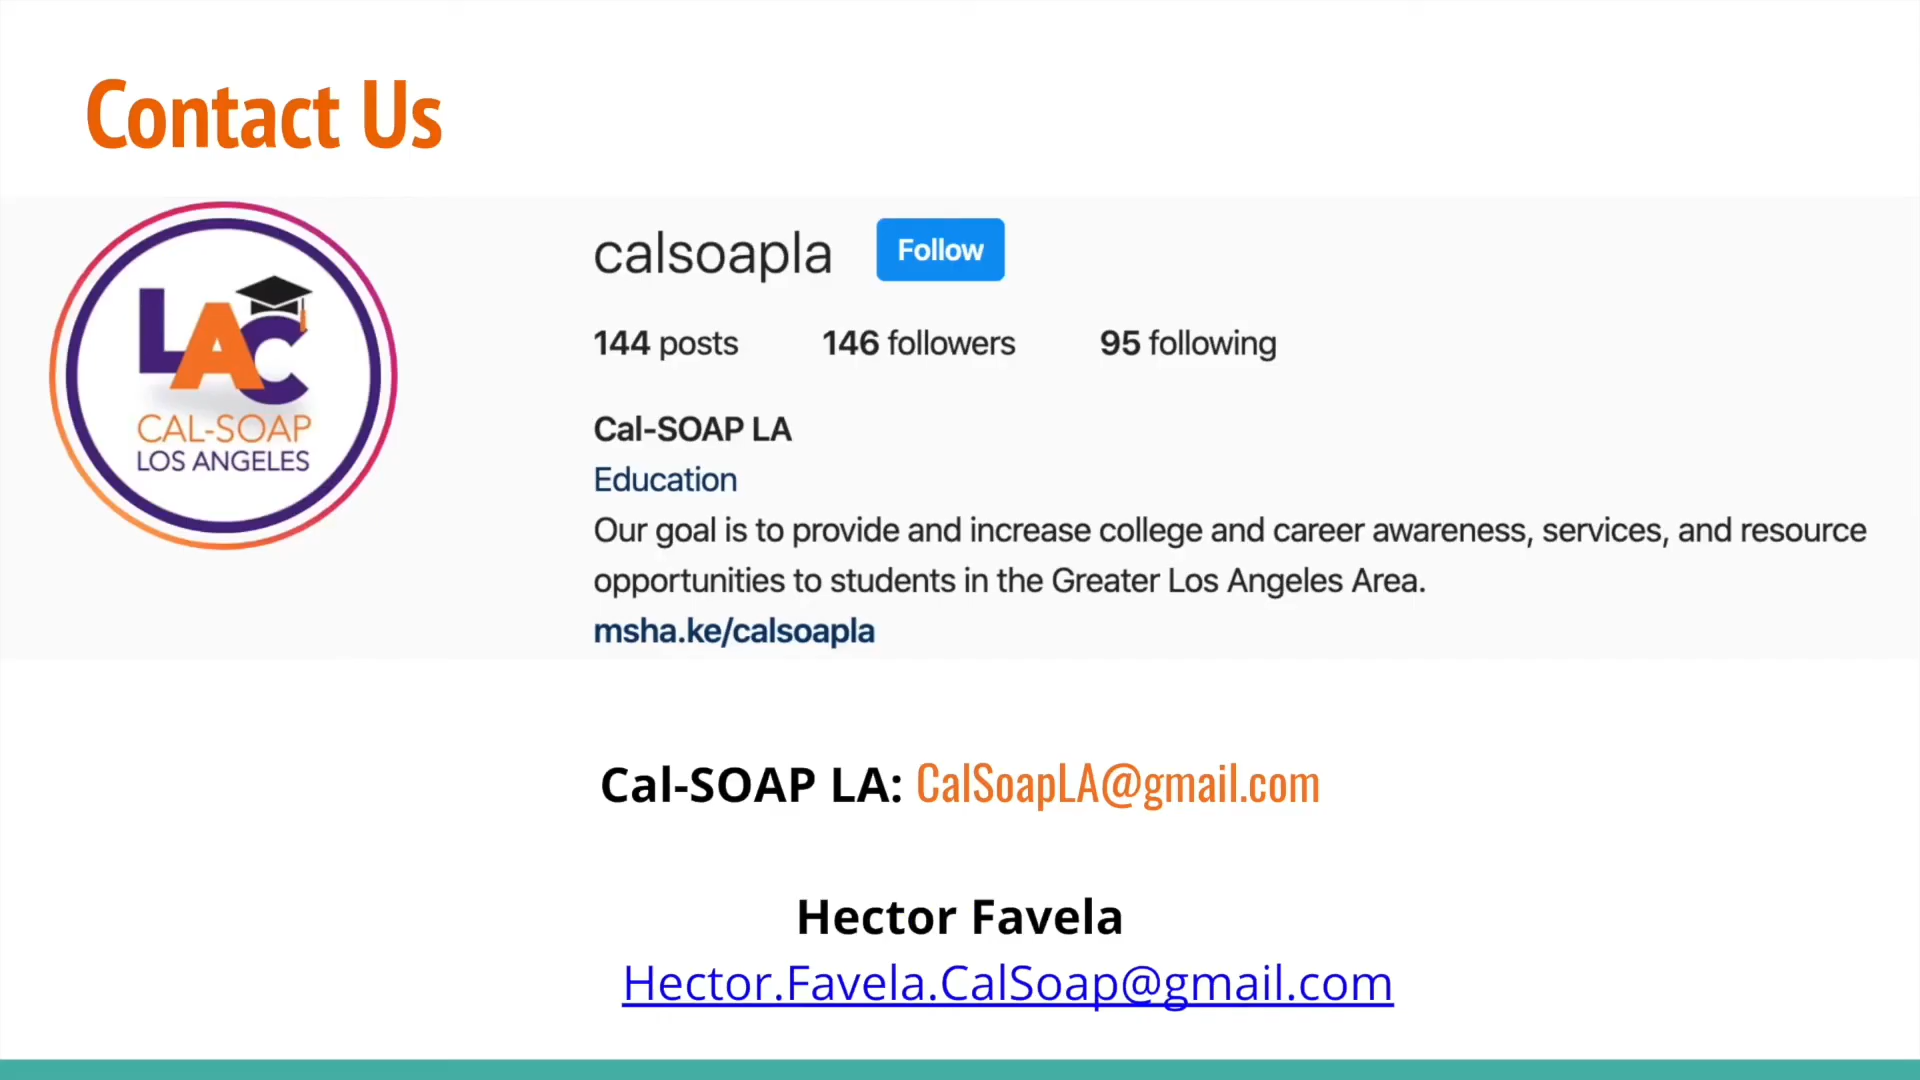 Contact Us
LAC
CAL-SOAP
LOS ANGELES
calsoapla Follow
144 posts 146 followers 95 following
Cal-SOAP LA
Education
Our goal is to provide and increase college and career awareness, services, and resource
opportunities to students in the Greater Los Angeles Area.
msha.ke/calsoapla
Cal-SOAP LA: CalSoapLA@gmail.com
Hector Favela
Hector.Favela.CalSoap@gmail.com